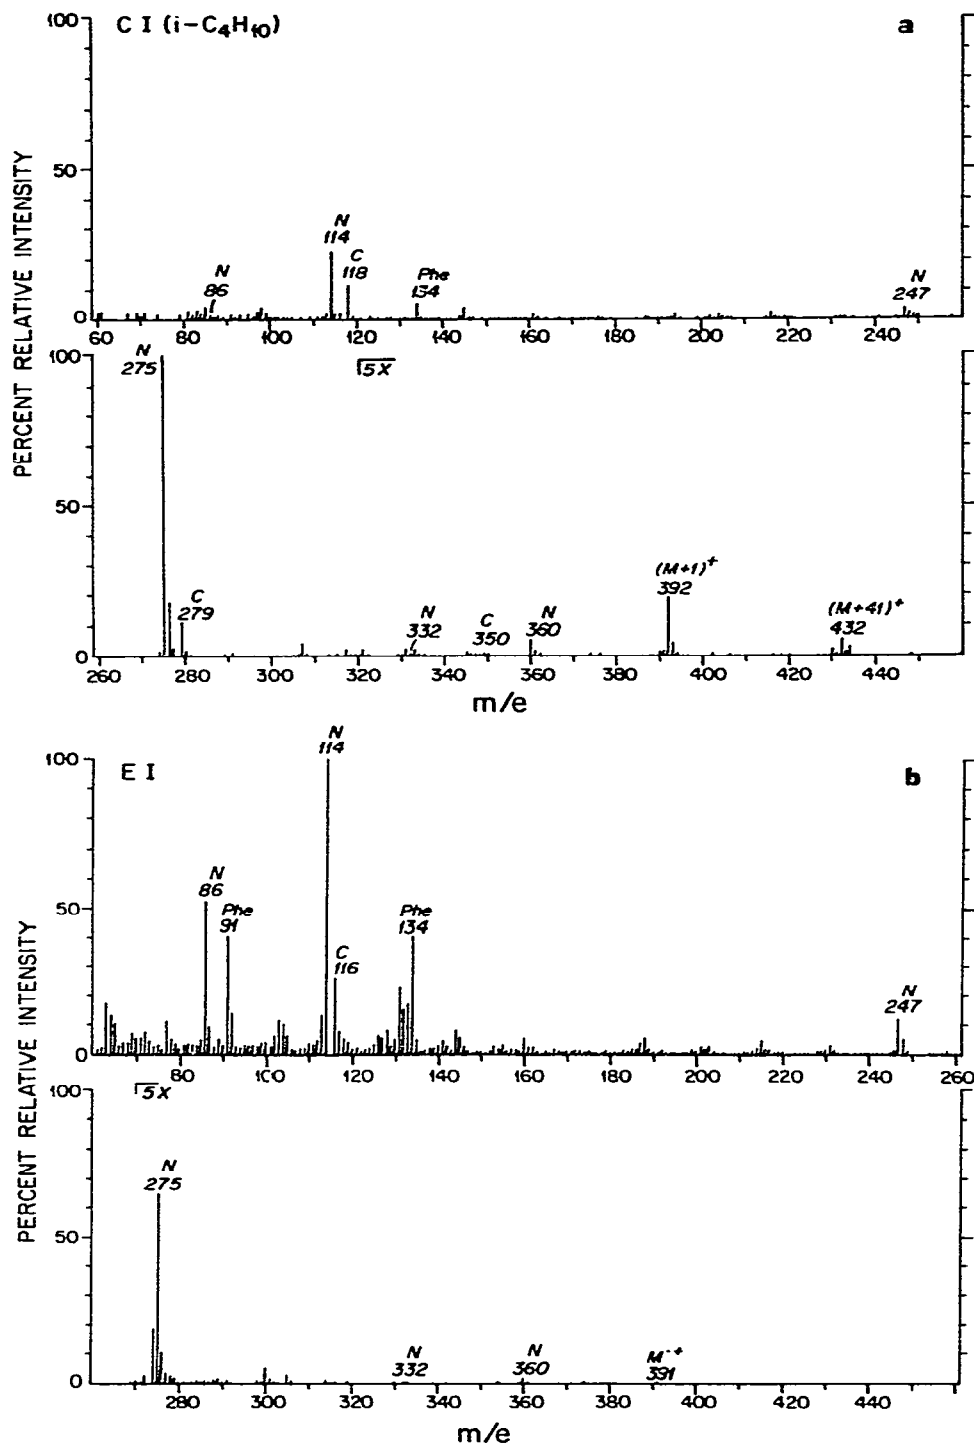 C I (i-C4H10)
a
PERCENT RELATIVE INTENSITY
100
50
0
N
86
N
114
C
118
Phe
134
N
247
60 80 100 120 140 160 180 200 220 240
100
50
0
N
275
5X
C
279
N
332
C
350
N
360
(M+1)+
392
(M+41)+
432
260 280 300 320 340 360 380 400 420 440
m/e
E I
b
PERCENT RELATIVE INTENSITY
100
50
0
N
86
Phe
91
N
114
C
116
Phe
134
N
247
80 100 120 140 160 180 200 220 240 260
5X
100
50
0
N
275
N
332
N
360
M·+
391
280 300 320 340 360 380 400 420 440
m/e